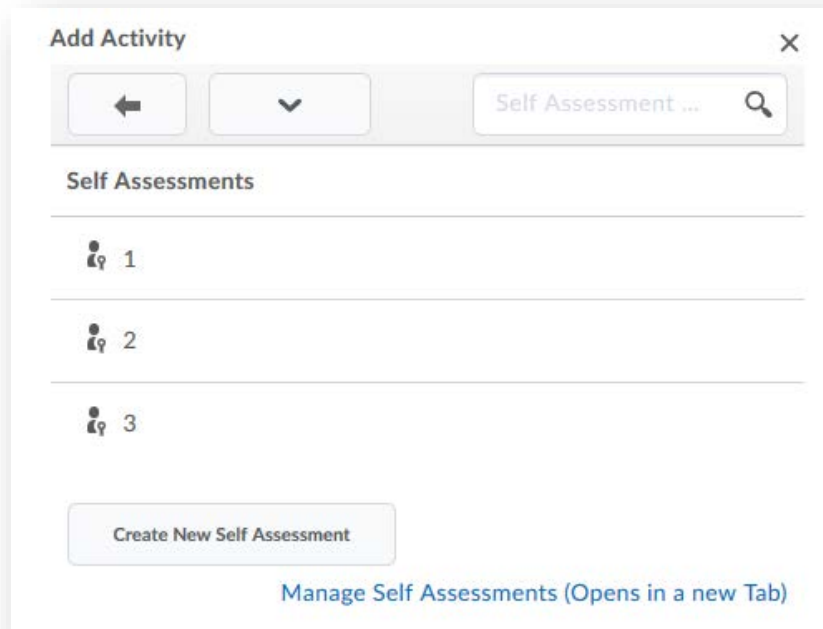 Add Activity
Self Assessment ...
Self Assessments
1
2
3
Create New Self Assessment
Manage Self Assessments (Opens in a new Tab)